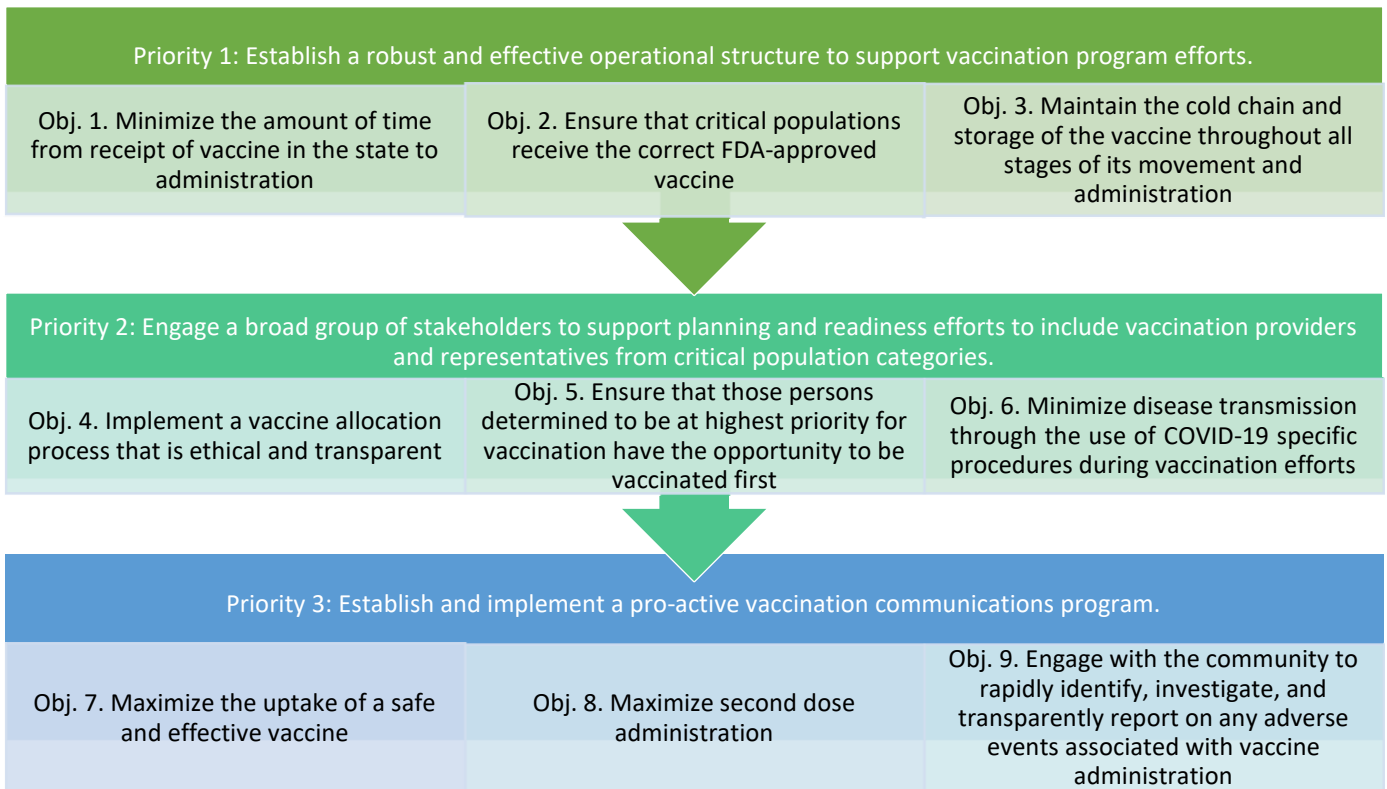 Priority 1: Establish a robust and effective operational structure to support vaccination program efforts.
Obj. 1. Minimize the amount of time
from receipt of vaccine in the state to
administration
Obj. 2. Ensure that critical populations
receive the correct FDA-approved
vaccine
Obj. 3. Maintain the cold chain and
storage of the vaccine throughout all
stages of its movement and
administration
Priority 2: Engage a broad group of stakeholders to support planning and readiness efforts to include vaccination providers
and representatives from critical population categories.
Obj. 4. Implement a vaccine allocation
process that is ethical and transparent
Obj. 5. Ensure that those persons
determined to be at highest priority for
vaccination have the opportunity to be
vaccinated first
Obj. 6. Minimize disease transmission
through the use of COVID-19 specific
procedures during vaccination efforts
Priority 3: Establish and implement a pro-active vaccination communications program.
Obj. 7. Maximize the uptake of a safe
and effective vaccine
Obj. 8. Maximize second dose
administration
Obj. 9. Engage with the community to
rapidly identify, investigate, and
transparently report on any adverse
events associated with vaccine
administration